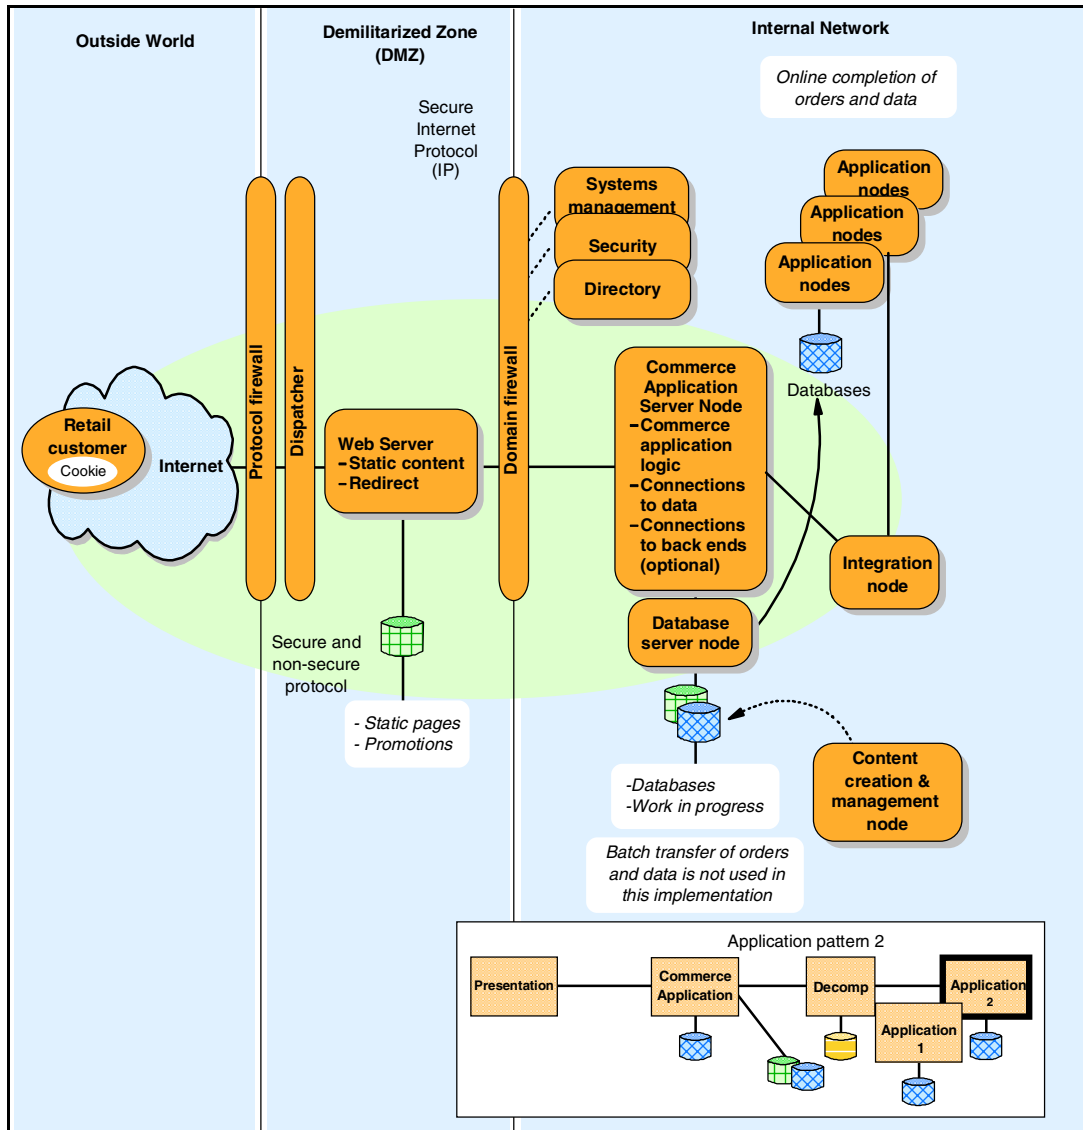 Outside World
Demilitarized Zone
(DMZ)
Internal Network
Online completion of
orders and data
Secure
Internet
Protocol
(IP)
Systems
management
Security
Directory
Application
nodes
Application
nodes
Application
nodes
Databases
Protocol firewall
Dispatcher
Domain firewall
Retail
customer
Cookie
Internet
Web Server
–Static content
–Redirect
Commerce
Application
Server Node
–Commerce
application
logic
–Connections
to data
–Connections
to back ends
(optional)
Integration
node
Database
server node
Secure and
non-secure
protocol
- Static pages
- Promotions
-Databases
-Work in progress
Content
creation &
management
node
Batch transfer of orders
and data is not used in
this implementation
Application pattern 2
Presentation
Commerce
Application
Decomp
Application
2
Application
1